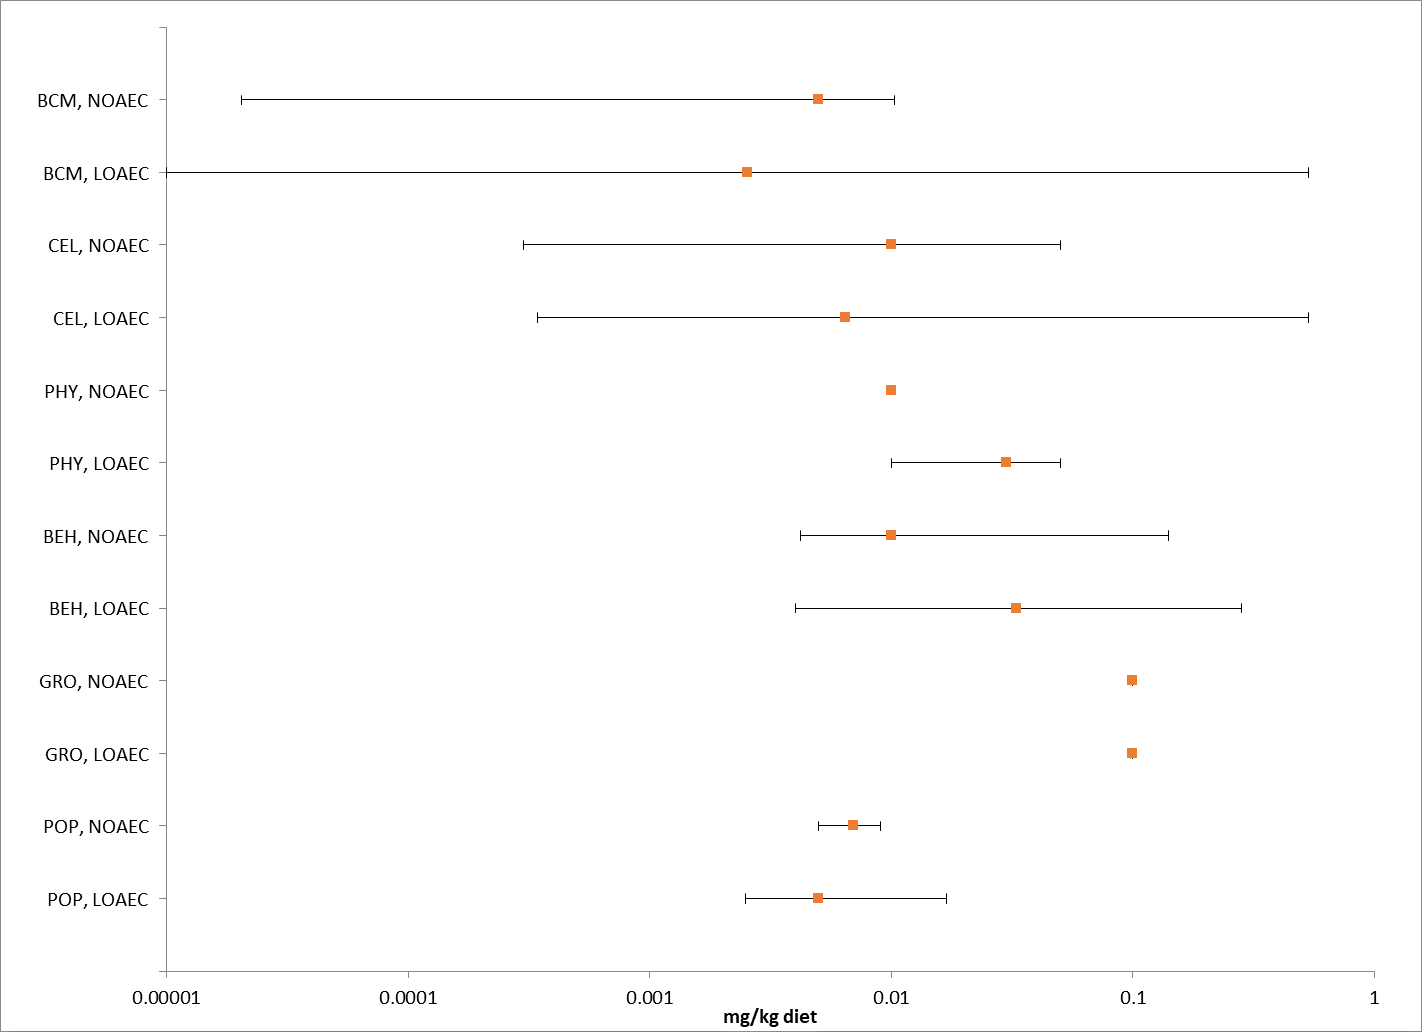 BCM, NOAEC
BCM, LOAEC
CEL, NOAEC
CEL, LOAEC
PHY, NOAEC
PHY, LOAEC
BEH, NOAEC
BEH, LOAEC
GRO, NOAEC
GRO, LOAEC
POP, NOAEC
POP, LOAEC
0.00001 0.0001 0.001 0.01 0.1 1
mg/kg diet